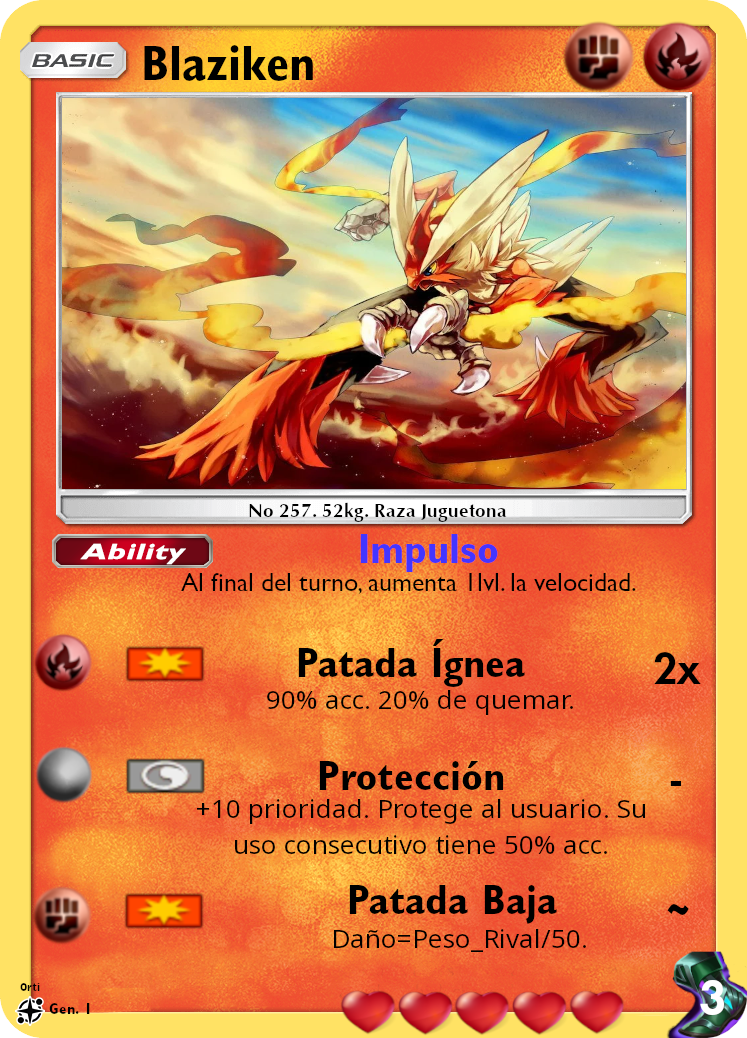 BASIC
Blaziken
No 257. 52kg. Raza Juguetona
Ability
Impulso
Al final del turno, aumenta 1lvl. la velocidad.
Patada Ígnea
2x
90% acc. 20% de quemar.
Protección
-
+10 prioridad. Protege al usuario. Su
uso consecutivo tiene 50% acc.
Patada Baja
~
Daño=Peso_Rival/50.
Orti
Gen. I
3